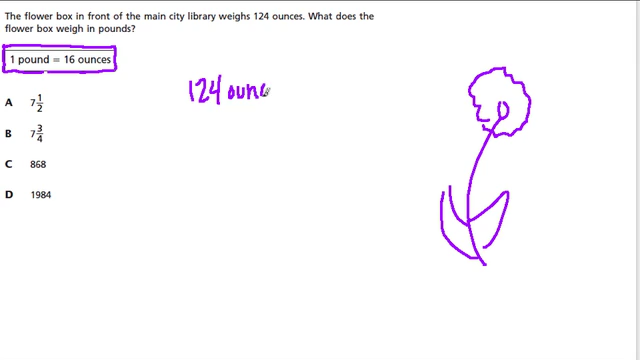 The flower box in front of the main city library weighs 124 ounces. What does the
flower box weigh in pounds?
1 pound = 16 ounces
124 ounc
A 7 1/2
B 7 3/4
C 868
D 1984